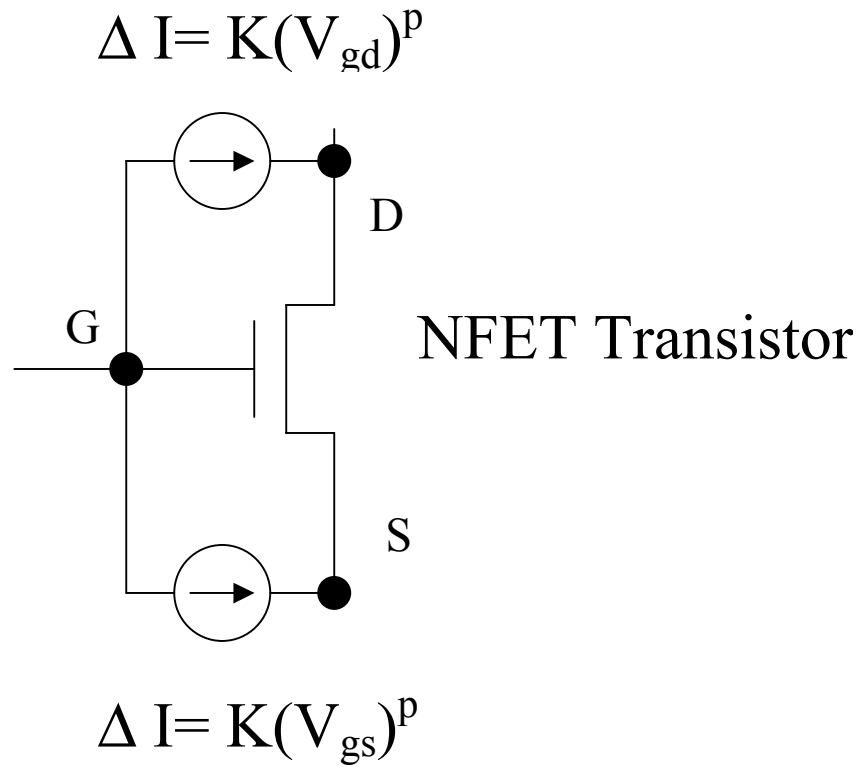 Δ I= K(V_gd)^p
D
G
NFET Transistor
S
Δ I= K(V_gs)^p